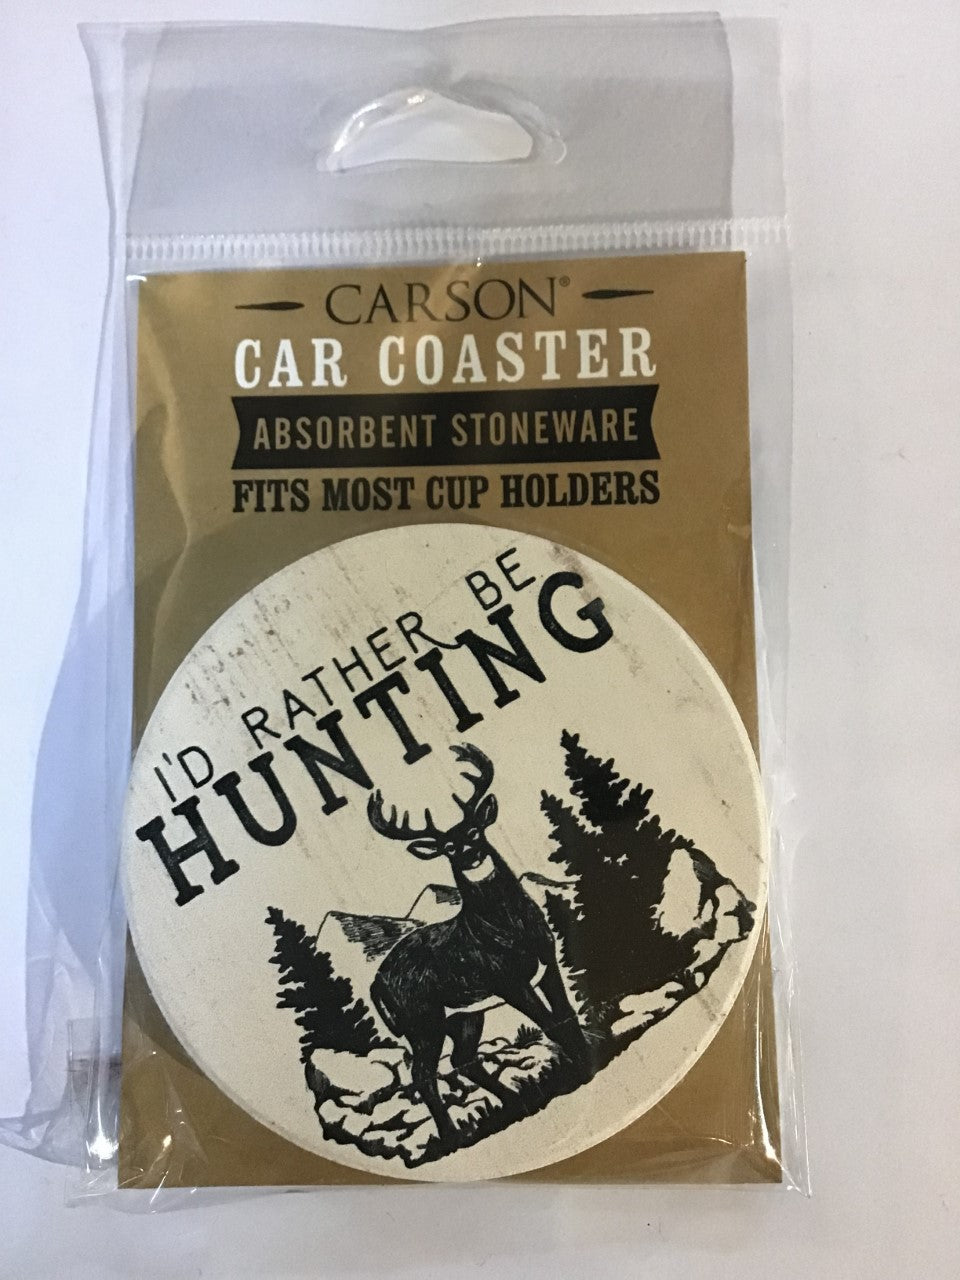 CARSON®
CAR COASTER
ABSORBENT STONEWARE
FITS MOST CUP HOLDERS
I'D RATHER BE
HUNTING